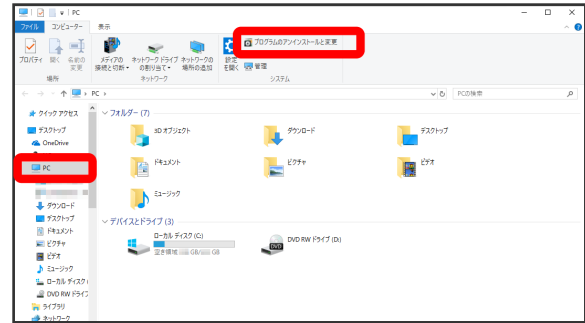 PC
ファイル コンピューター 表示
プロパティ 開く 名前の変更 メディアの接続と切断 ネットワーク ドライブの割り当て ネットワークの場所の追加 設定を開く プログラムのアンインストールと変更
管理
場所 ネットワーク システム
PC PCの検索
クイック アクセス
デスクトップ
OneDrive
PC
ダウンロード
デスクトップ
ドキュメント
ピクチャ
ビデオ
ミュージック
ローカル ディスク (
DVD RW ドライブ
ライブラリ
ネットワーク
フォルダー (7)
3D オブジェクト ダウンロード デスクトップ
ドキュメント ピクチャ ビデオ
ミュージック
デバイスとドライブ (3)
ローカル ディスク (C:) DVD RW ドライブ (D:)
空き領域 GB/ GB